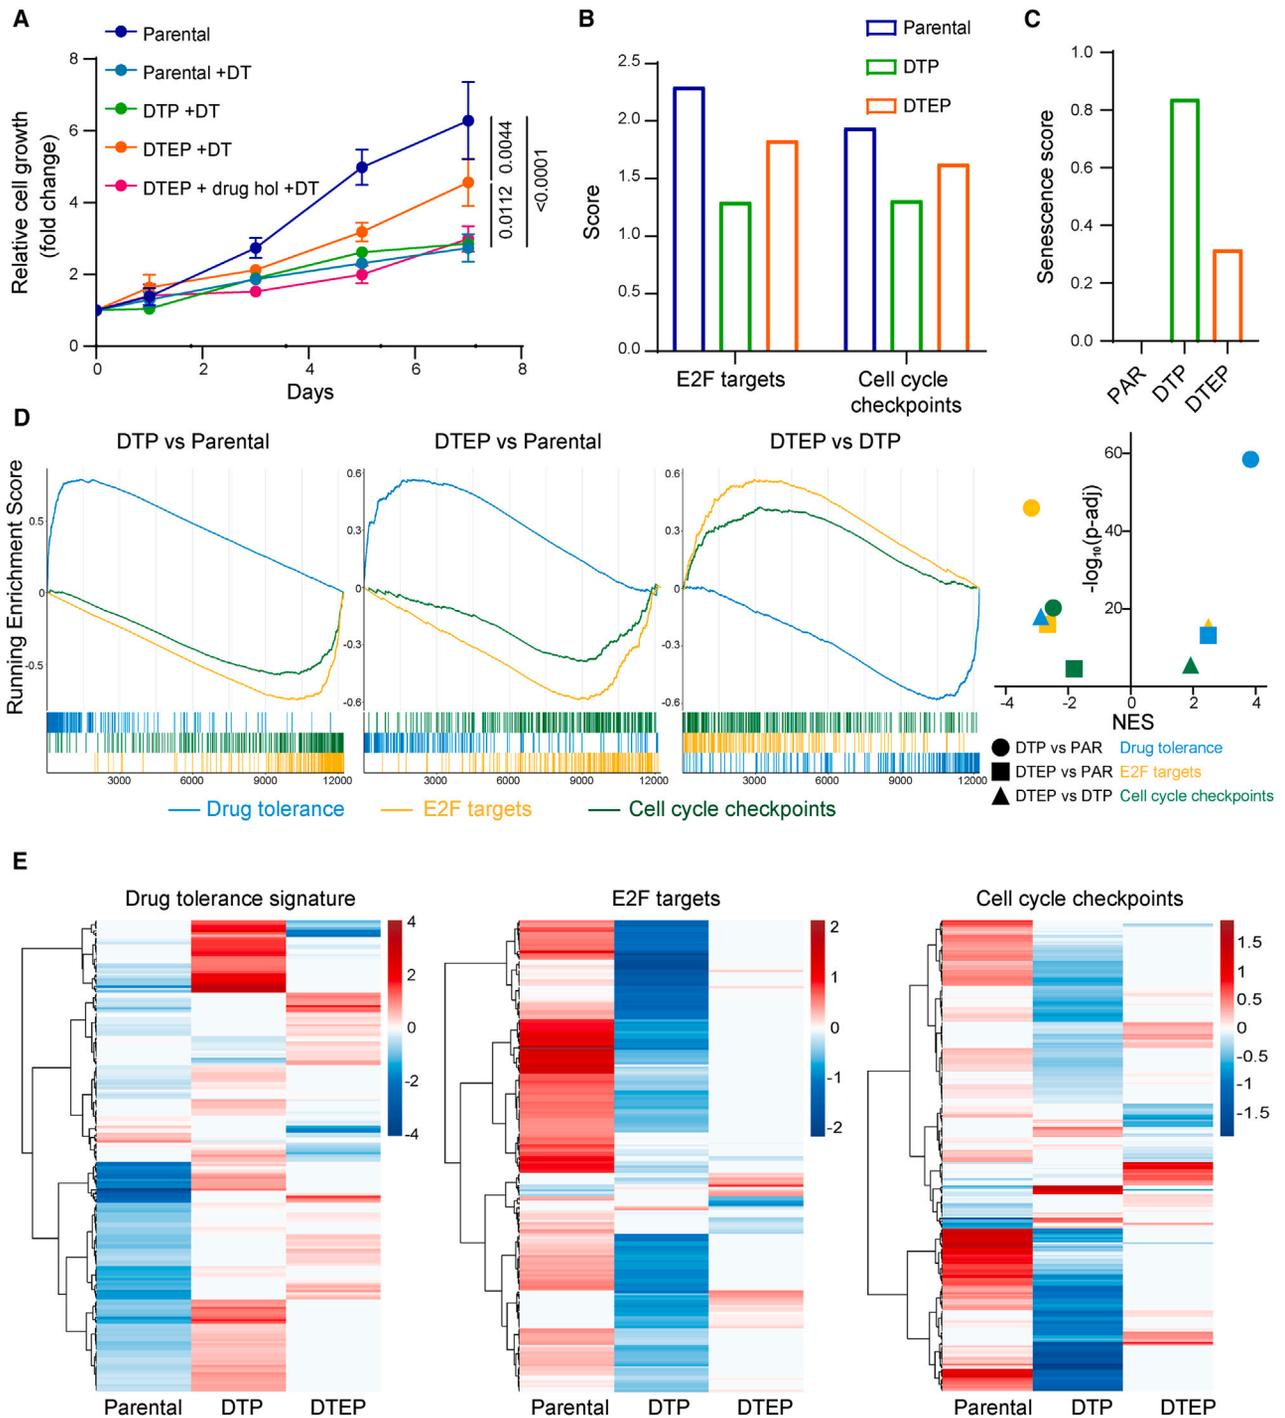 A
Parental
Parental +DT
DTP +DT
DTEP +DT
DTEP + drug hol +DT
Relative cell growth
(fold change)
8
6
4
2
0
0 2 4 6 8
Days
0.0044
0.0112
<0.0001
B
Parental
DTP
DTEP
Score
2.5
2.0
1.5
1.0
0.5
0.0
E2F targets
Cell cycle
checkpoints
C
Senescence score
1.0
0.8
0.6
0.4
0.2
0.0
PAR
DTP
DTEP
D
DTP vs Parental
DTEP vs Parental
DTEP vs DTP
Running Enrichment Score
0.5
0
-0.5
3000 6000 9000 12000
0.6
0.3
0
-0.3
-0.6
3000 6000 9000 12000
0.6
0.3
0
-0.3
-0.6
3000 6000 9000 12000
Drug tolerance
E2F targets
Cell cycle checkpoints
60
40
20
-log10(p-adj)
-4 -2 0 2 4
NES
DTP vs PAR Drug tolerance
DTEP vs PAR E2F targets
DTEP vs DTP Cell cycle checkpoints
E
Drug tolerance signature
4
2
0
-2
-4
Parental DTP DTEP
E2F targets
2
1
0
-1
-2
Parental DTP DTEP
Cell cycle checkpoints
1.5
1
0.5
0
-0.5
-1
-1.5
Parental DTP DTEP